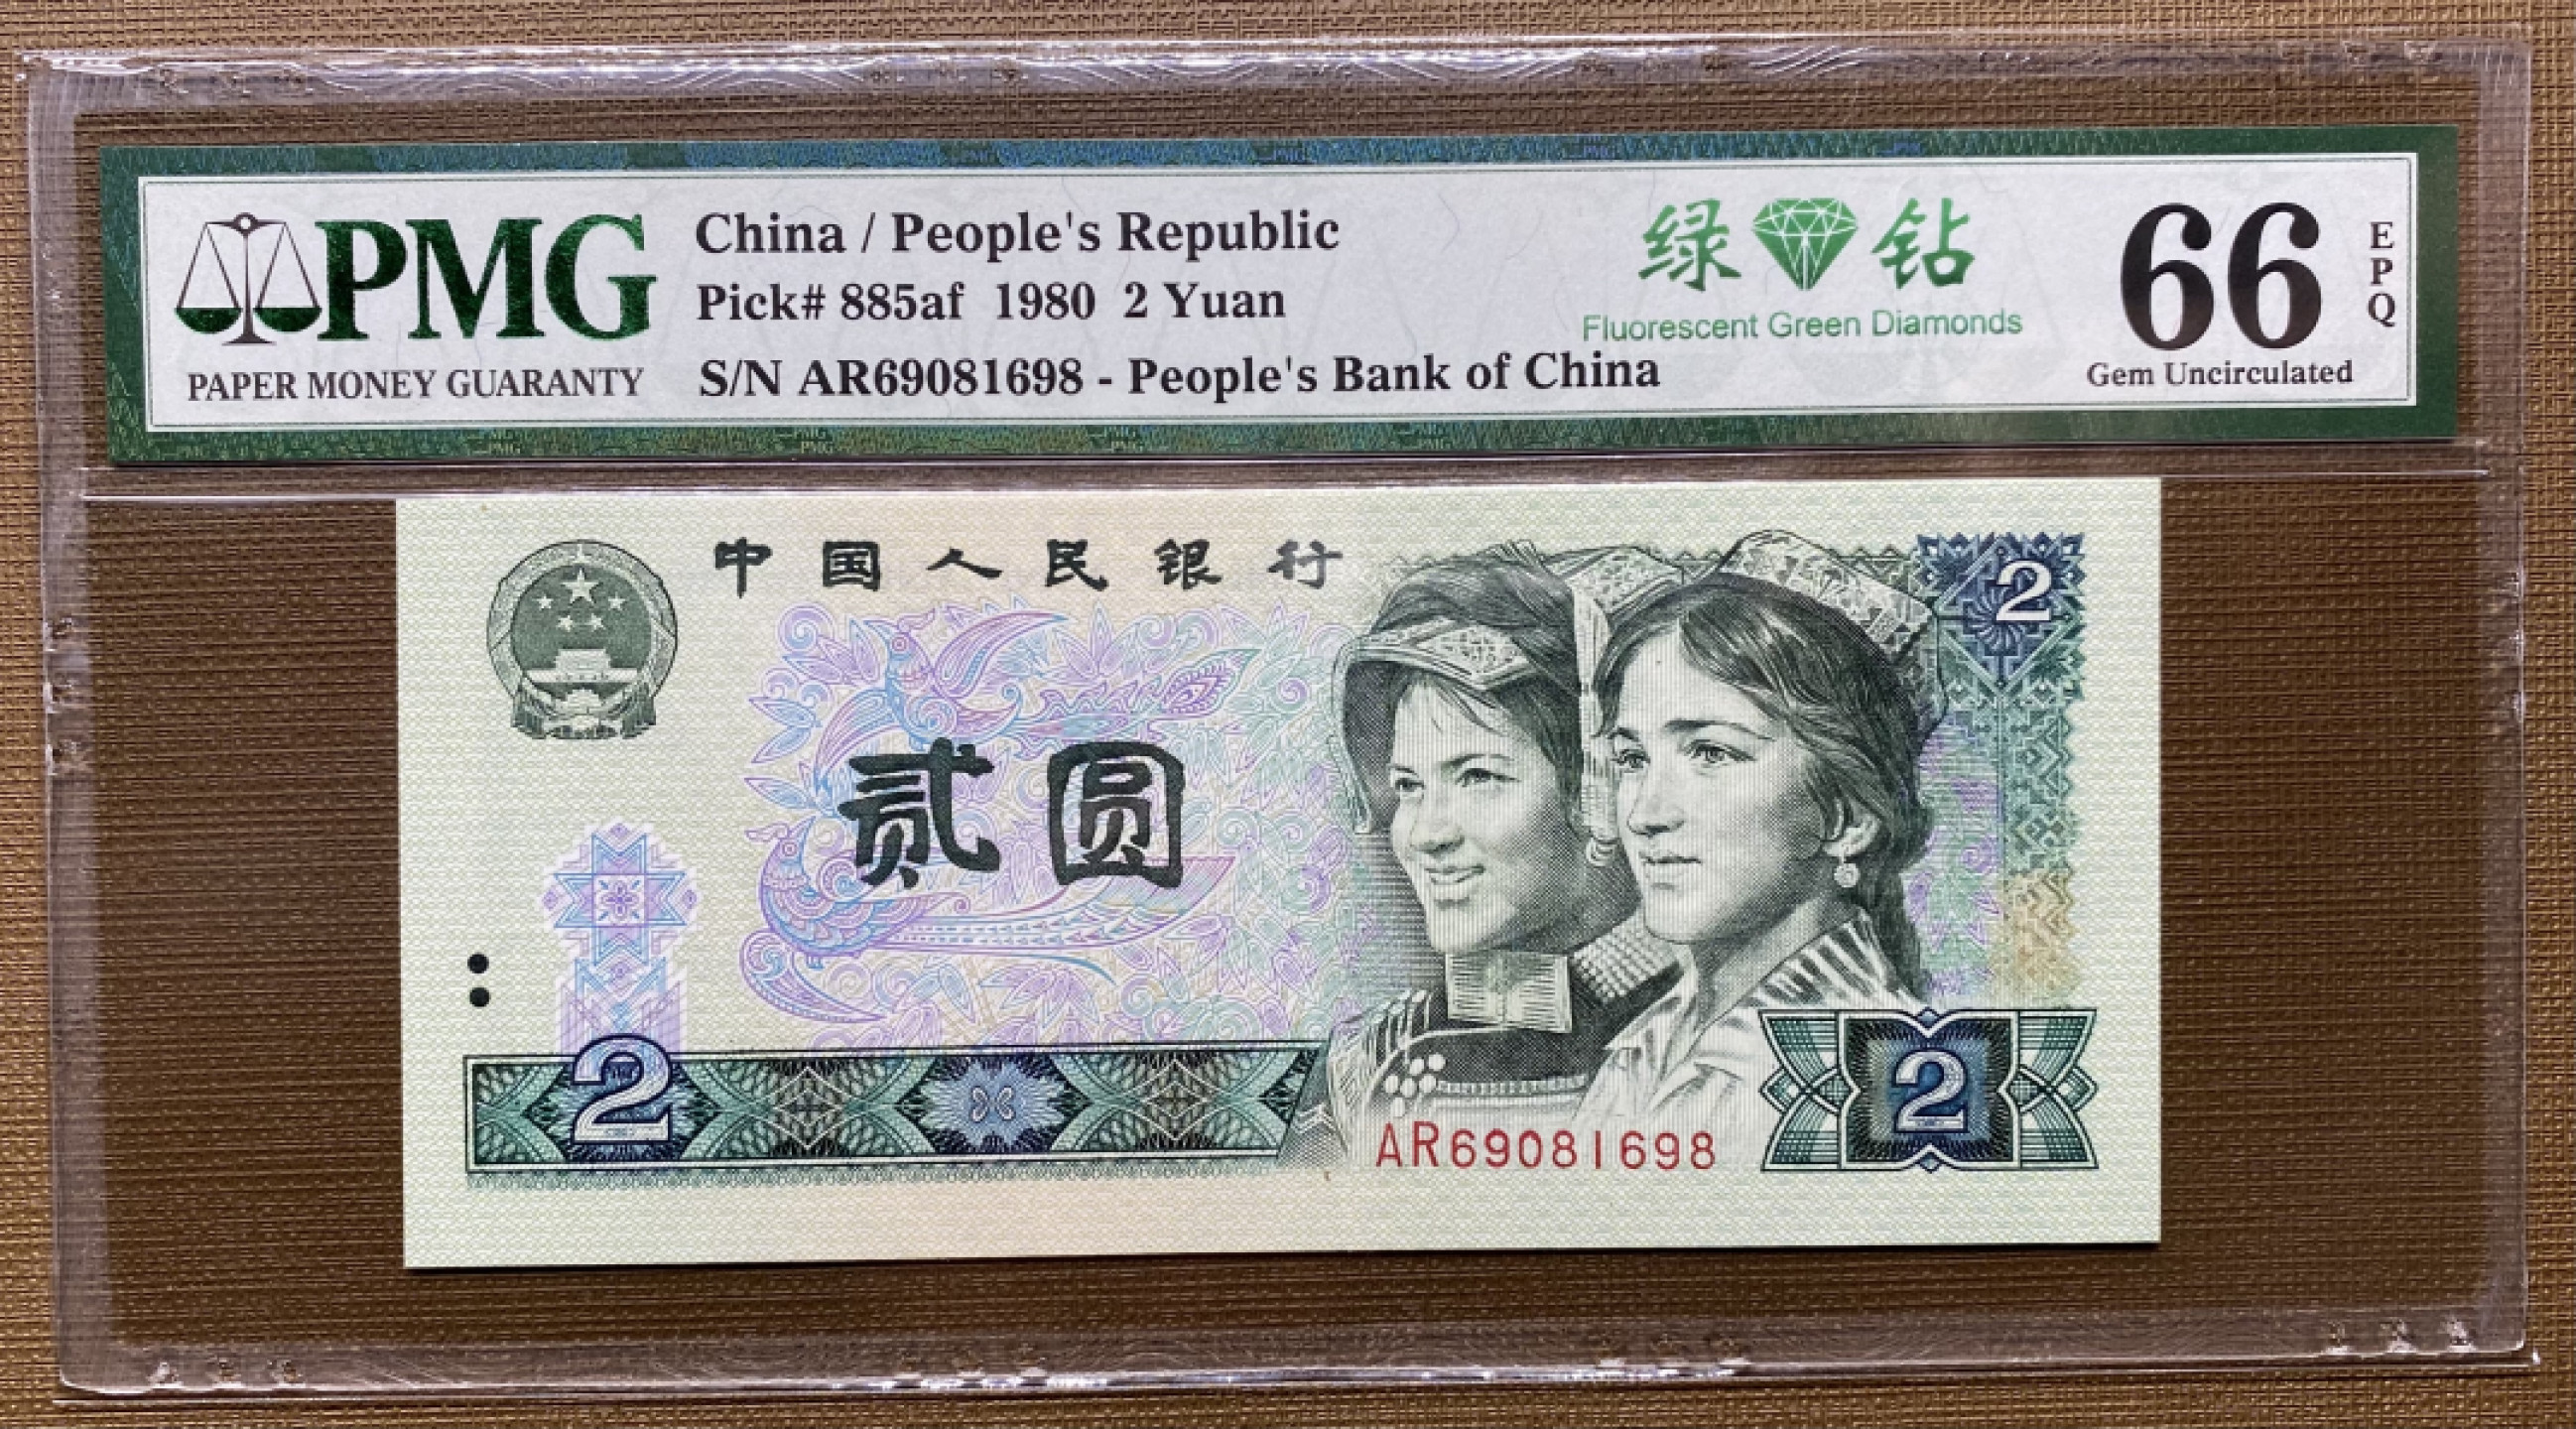 PMG
PAPER MONEY GUARANTY
China / People's Republic
Pick# 885af 1980 2 Yuan
S/N AR69081698 - People's Bank of China
绿 钻
Fluorescent Green Diamonds
66
EPQ
Gem Uncirculated
中国人民银行
2
贰圆
2
2
AR69081698